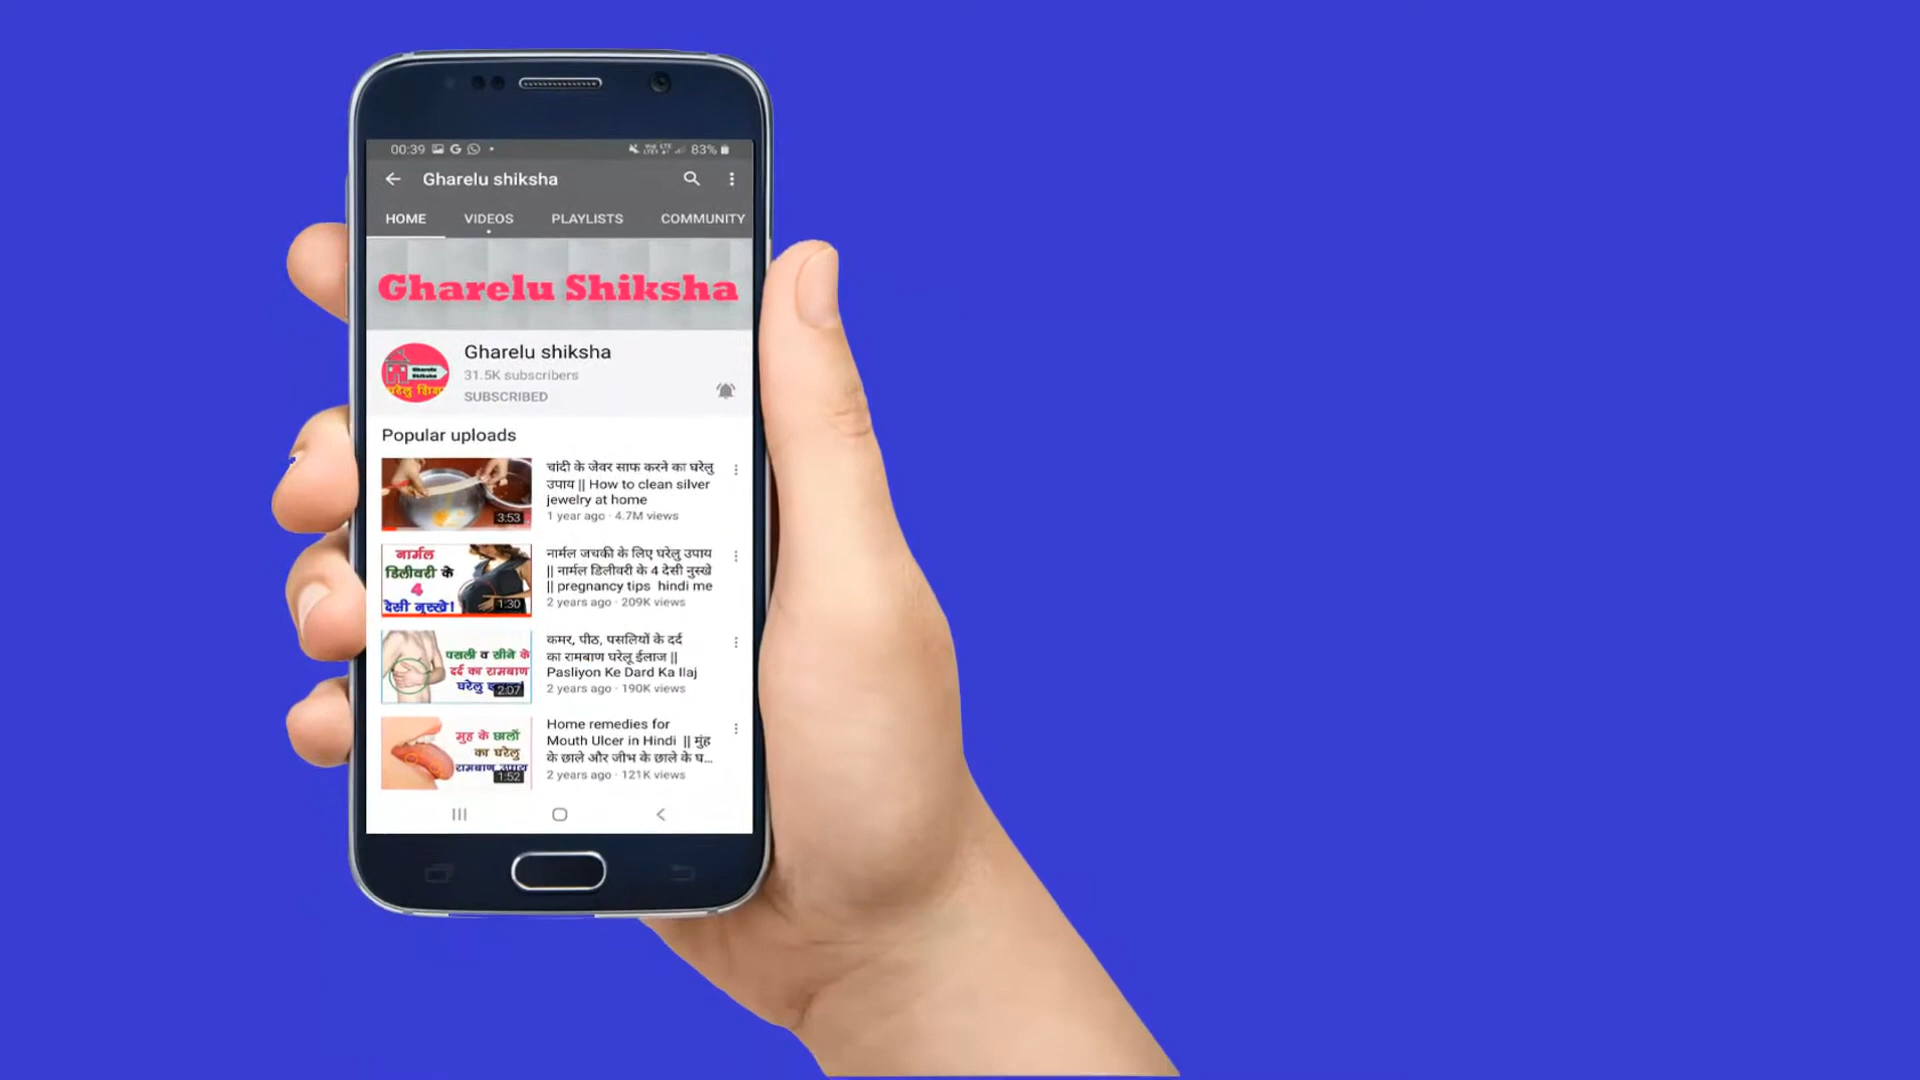 00:39 83%
Gharelu shiksha
HOME VIDEOS PLAYLISTS COMMUNITY
Gharelu Shiksha
Gharelu shiksha
31.5K subscribers
SUBSCRIBED
Gharelu
Shiksha
Popular uploads
चांदी के जेवर साफ करने का घरेलु
उपाय || How to clean silver
jewelry at home
1 year ago · 4.7M views
3:53
नार्मल
डिलीवरी के
4
देसी नुस्खे!
1:30
नार्मल जचकी के लिए घरेलु उपाय
|| नार्मल डिलीवरी के 4 देसी नुस्खे
|| pregnancy tips hindi me
2 years ago · 209K views
पसली व सीने के
दर्द का रामबाण
घरेलु
2:07
कमर, पीठ, पसलियों के दर्द
का रामबाण घरेलू ईलाज ||
Pasliyon Ke Dard Ka Ilaj
2 years ago · 190K views
मुह के छालों
का घरेलु
रामबाण उपाय
1:52
Home remedies for
Mouth Ulcer in Hindi || मुंह
के छाले और जीभ के छाले के घ...
2 years ago · 121K views